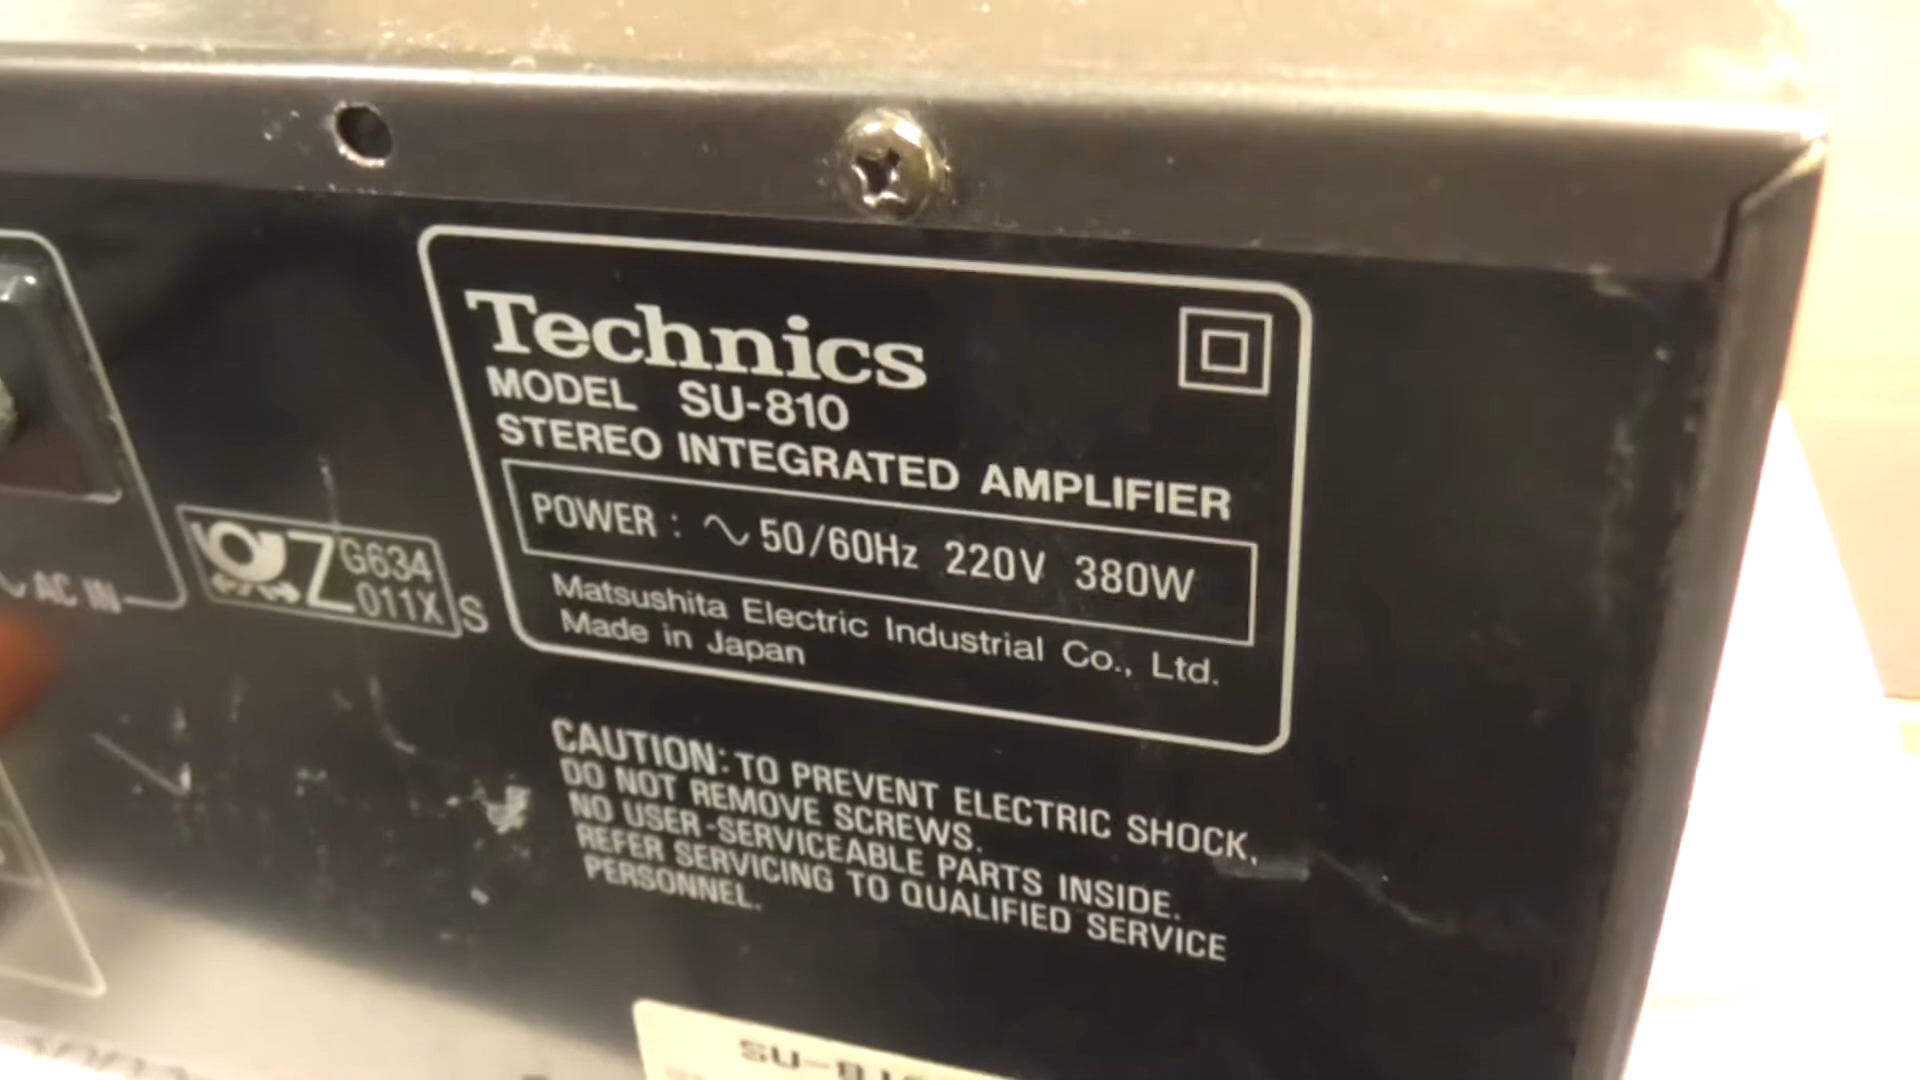 Technics
MODEL SU-810
STEREO INTEGRATED AMPLIFIER
POWER : ∿ 50/60Hz 220V 380W
Matsushita Electric Industrial Co., Ltd.
Made in Japan
AC IN
Z G634
011X S
CAUTION: TO PREVENT ELECTRIC SHOCK,
DO NOT REMOVE SCREWS.
NO USER-SERVICEABLE PARTS INSIDE.
REFER SERVICING TO QUALIFIED SERVICE
PERSONNEL.